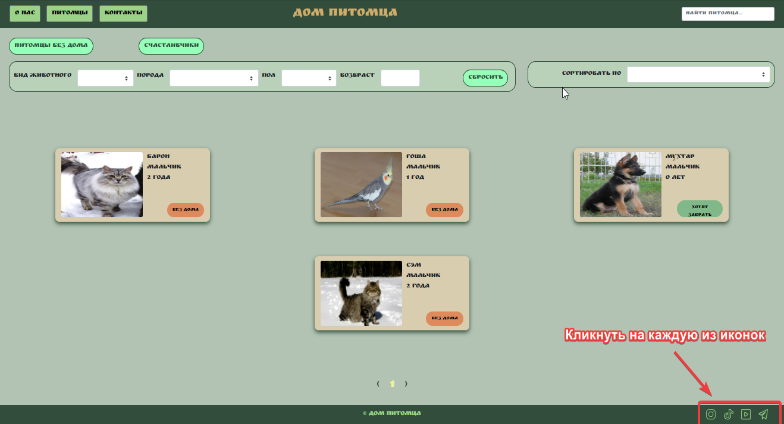 О НАС
ПИТОМЦЫ
КОНТАКТЫ
ДОМ ПИТОМЦА
НАЙТИ ПИТОМЦА...
ПИТОМЦЫ БЕЗ ДОМА
СЧАСТЛИВЧИКИ
ВИД ЖИВОТНОГО
ПОРОДА
ПОЛ
ВОЗРАСТ
СБРОСИТЬ
СОРТИРОВАТЬ ПО
БАРОН
МАЛЬЧИК
2 ГОДА
БЕЗ ДОМА
ГОША
МАЛЬЧИК
1 ГОД
БЕЗ ДОМА
МУХТАР
МАЛЬЧИК
0 ЛЕТ
ХОТЯТ
ЗАБРАТЬ
СЭМ
МАЛЬЧИК
2 ГОДА
БЕЗ ДОМА
Кликнуть на каждую из иконок
⟨ 1 ⟩
© ДОМ ПИТОМЦА